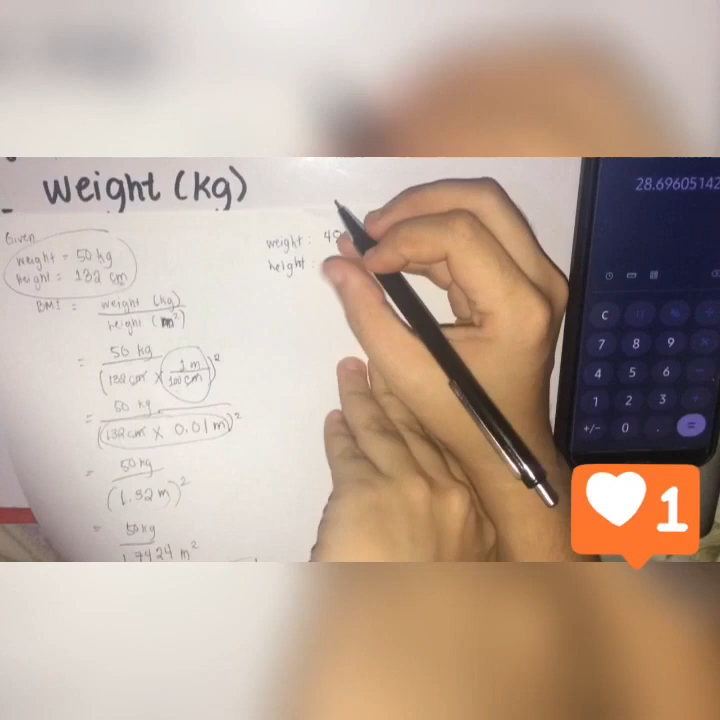 Weight (kg)
Given
weight = 50 kg
height = 132 cm
BMI = weight (kg)
height (m²)
= 50 kg
(132 cm × 1 m
100 cm)²
= 50 kg
(132 cm × 0.01 m)²
= 50 kg
(1.32 m)²
= 50 kg
1.7424 m²
weight :
height :
28.69605142
C
7 8 9 ×
4 5 6 −
1 2 3 +
+/− 0 . =
1